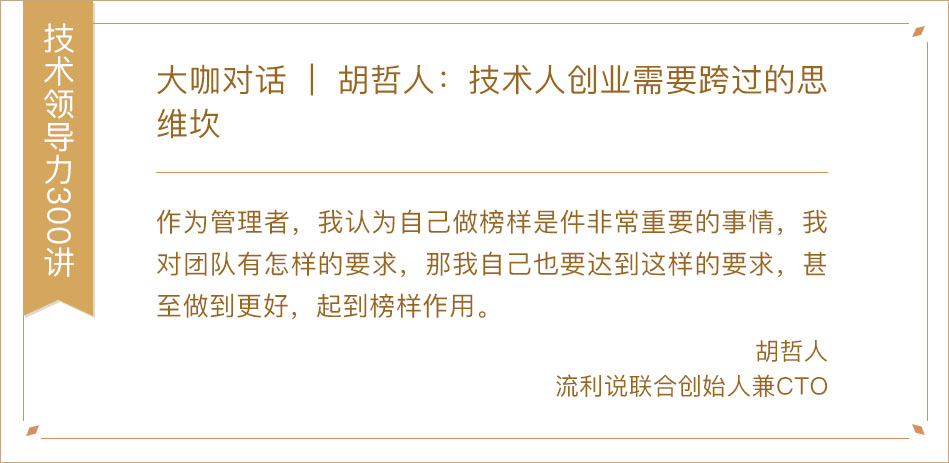 技术领导力300讲
大咖对话 | 胡哲人：技术人创业需要跨过的思
维坎
作为管理者，我认为自己做榜样是件非常重要的事情，我
对团队有怎样的要求，那我自己也要达到这样的要求，甚
至做到更好，起到榜样作用。
胡哲人
流利说联合创始人兼CTO